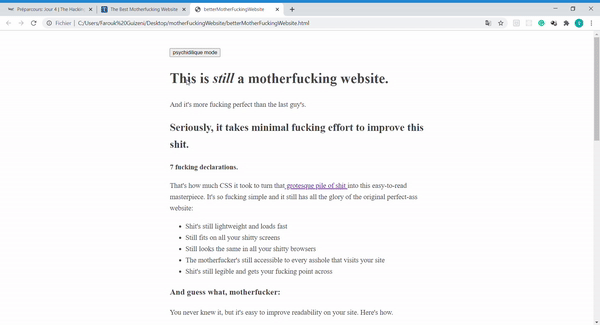 Préparcours: Jour 4 | The Hackin
The Best Motherfucking Website
betterMotherFuckingWebsite
Fichier | C:/Users/Farouk%20Guizeni/Desktop/motherFuckingWebsite/betterMotherFuckingWebsite.html
psychidilique mode
This is still a motherfucking website.
And it's more fucking perfect than the last guy's.
Seriously, it takes minimal fucking effort to improve this
shit.
7 fucking declarations.
That's how much CSS it took to turn that grotesque pile of shit into this easy-to-read
masterpiece. It's so fucking simple and it still has all the glory of the original perfect-ass
website:
• Shit's still lightweight and loads fast
• Still fits on all your shitty screens
• Still looks the same in all your shitty browsers
• The motherfucker's still accessible to every asshole that visits your site
• Shit's still legible and gets your fucking point across
And guess what, motherfucker:
You never knew it, but it's easy to improve readability on your site. Here's how.